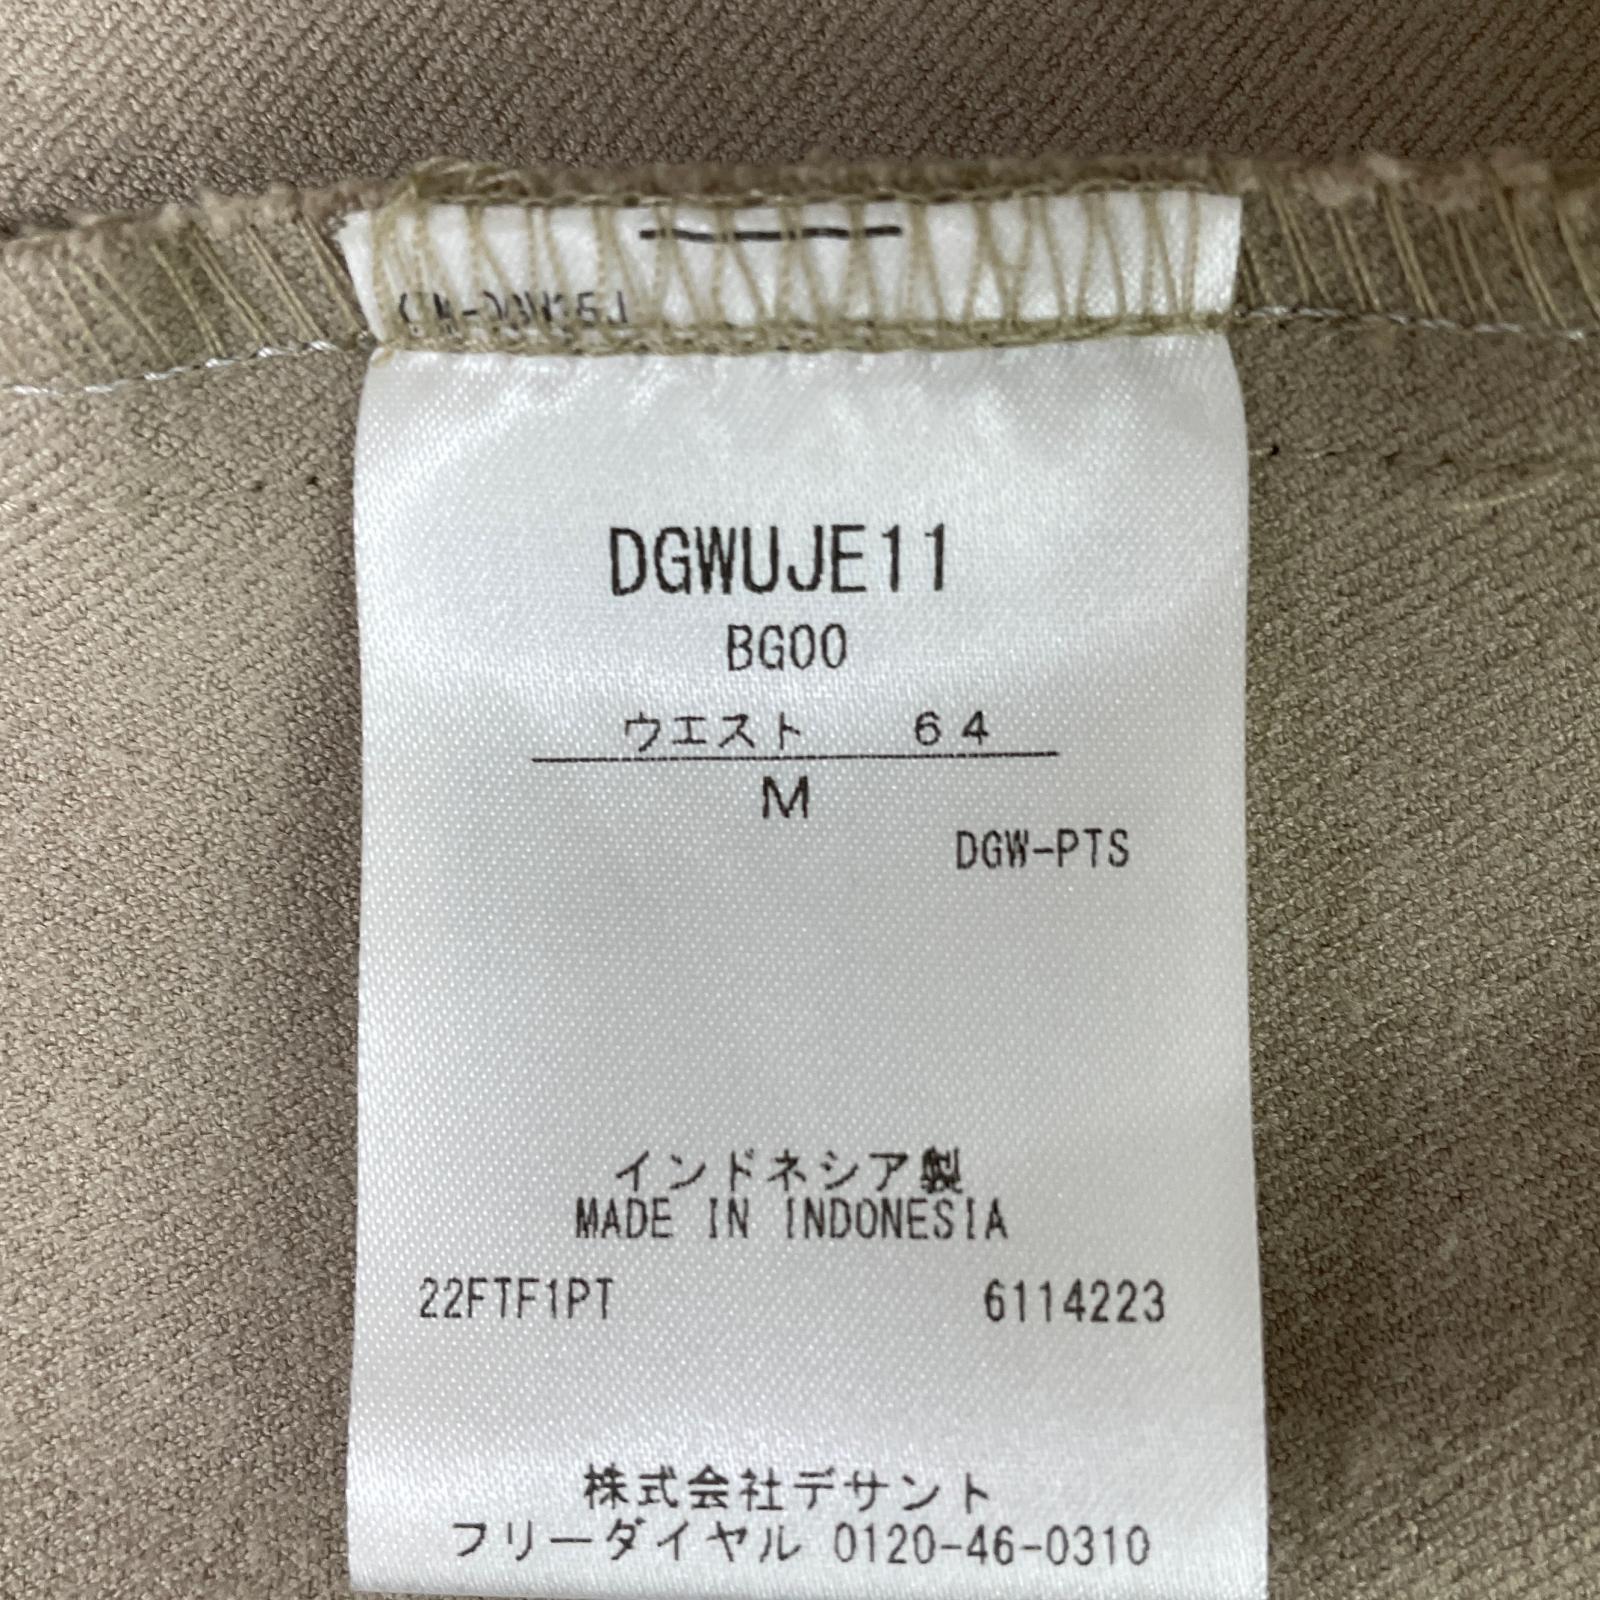 DGWUJE11
BG00
ウエスト 64
M
DGW-PTS
インドネシア製
MADE IN INDONESIA
22FTF1PT 6114223
株式会社デサント
フリーダイヤル 0120-46-0310